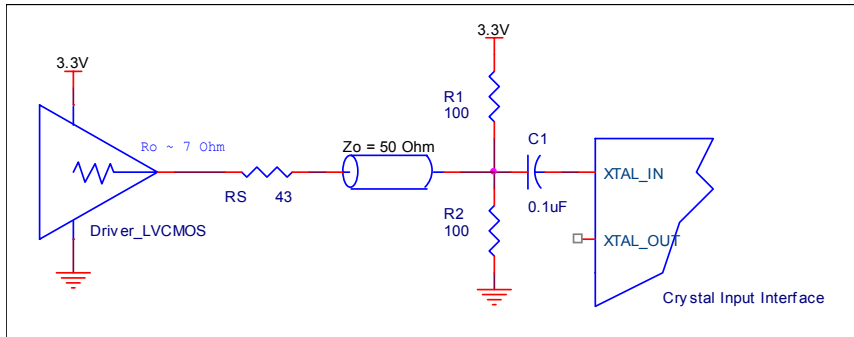 3.3V
3.3V
R1
100
Ro ~ 7 Ohm
Zo = 50 Ohm
C1
XTAL_IN
RS 43
0.1uF
R2
100
Driver_LVCMOS
XTAL_OUT
Crystal Input Interface